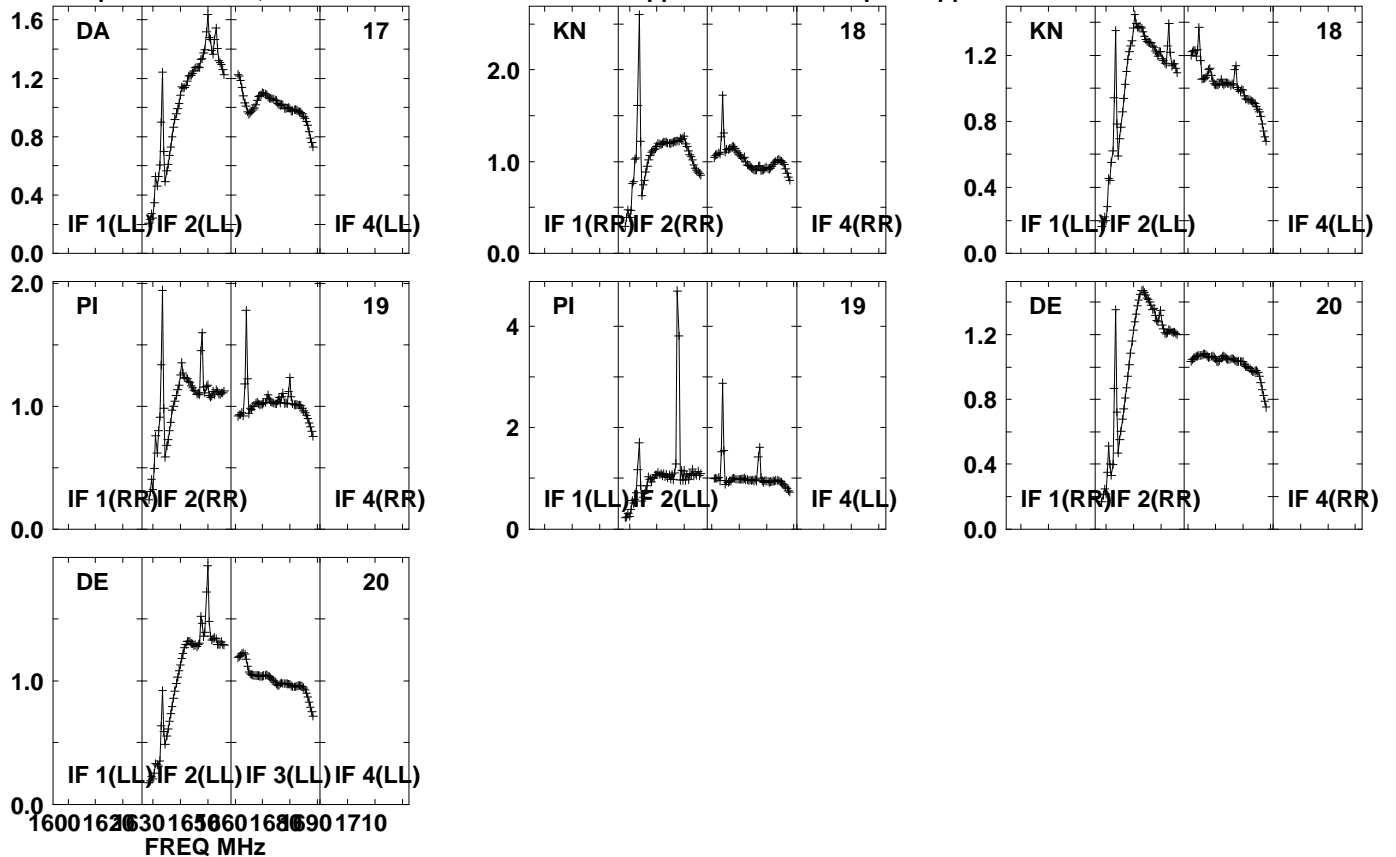 DA 17
1.6
1.2
0.8
0.4
0.0
IF 1(LL) IF 2(LL) IF 4(LL)
KN 18
2.0
1.0
0.0
IF 1(RR) IF 2(RR) IF 4(RR)
KN 18
1.2
0.8
0.4
0.0
IF 1(LL) IF 2(LL) IF 4(LL)
PI 19
2.0
1.0
0.0
IF 1(RR) IF 2(RR) IF 4(RR)
PI 19
4
2
0
IF 1(LL) IF 2(LL) IF 4(LL)
DE 20
1.2
0.8
0.4
0.0
IF 1(RR) IF 2(RR) IF 4(RR)
DE 20
1.0
0.0
IF 1(LL) IF 2(LL) IF 3(LL) IF 4(LL)
1600 1620 1630 1650 1660 1680 1690 1710
FREQ MHz